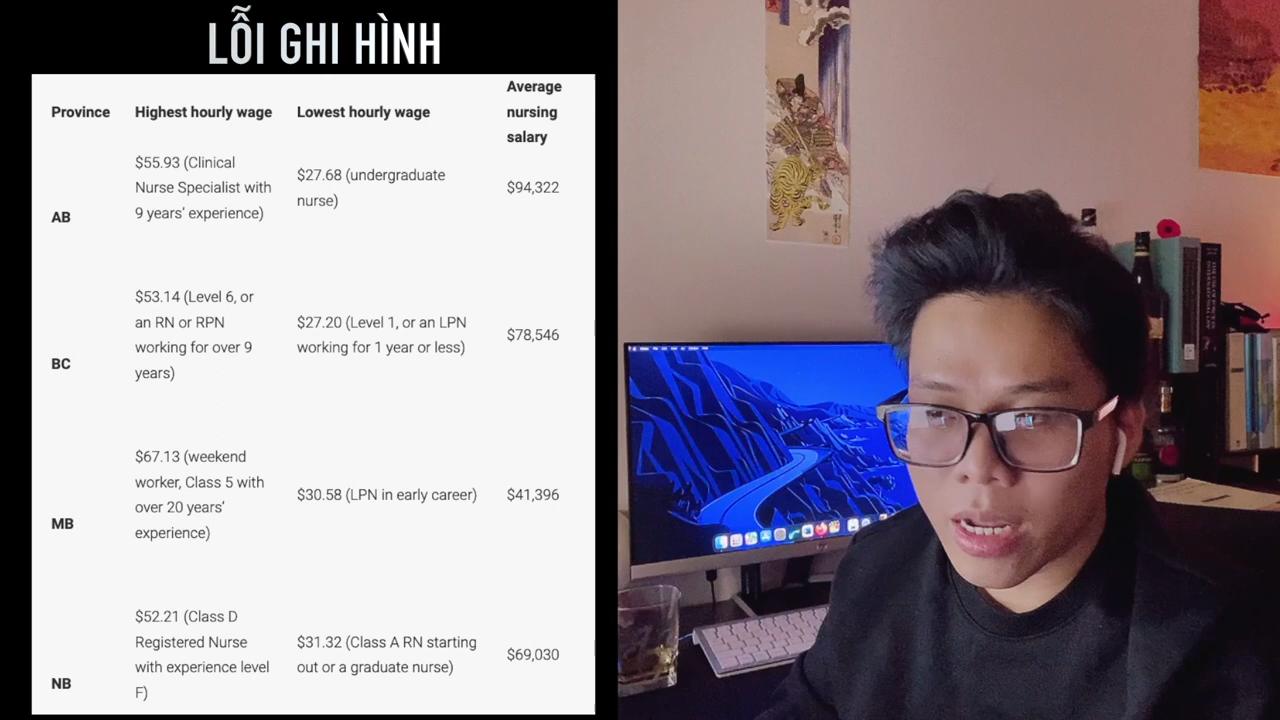 LỖI GHI HÌNH
Province Highest hourly wage Lowest hourly wage Average nursing salary
AB
$55.93 (Clinical
Nurse Specialist with
9 years’ experience)
$27.68 (undergraduate
nurse)
$94,322
BC
$53.14 (Level 6, or
an RN or RPN
working for over 9
years)
$27.20 (Level 1, or an LPN
working for 1 year or less)
$78,546
MB
$67.13 (weekend
worker, Class 5 with
over 20 years’
experience)
$30.58 (LPN in early career)
$41,396
NB
$52.21 (Class D
Registered Nurse
with experience level
F)
$31.32 (Class A RN starting
out or a graduate nurse)
$69,030